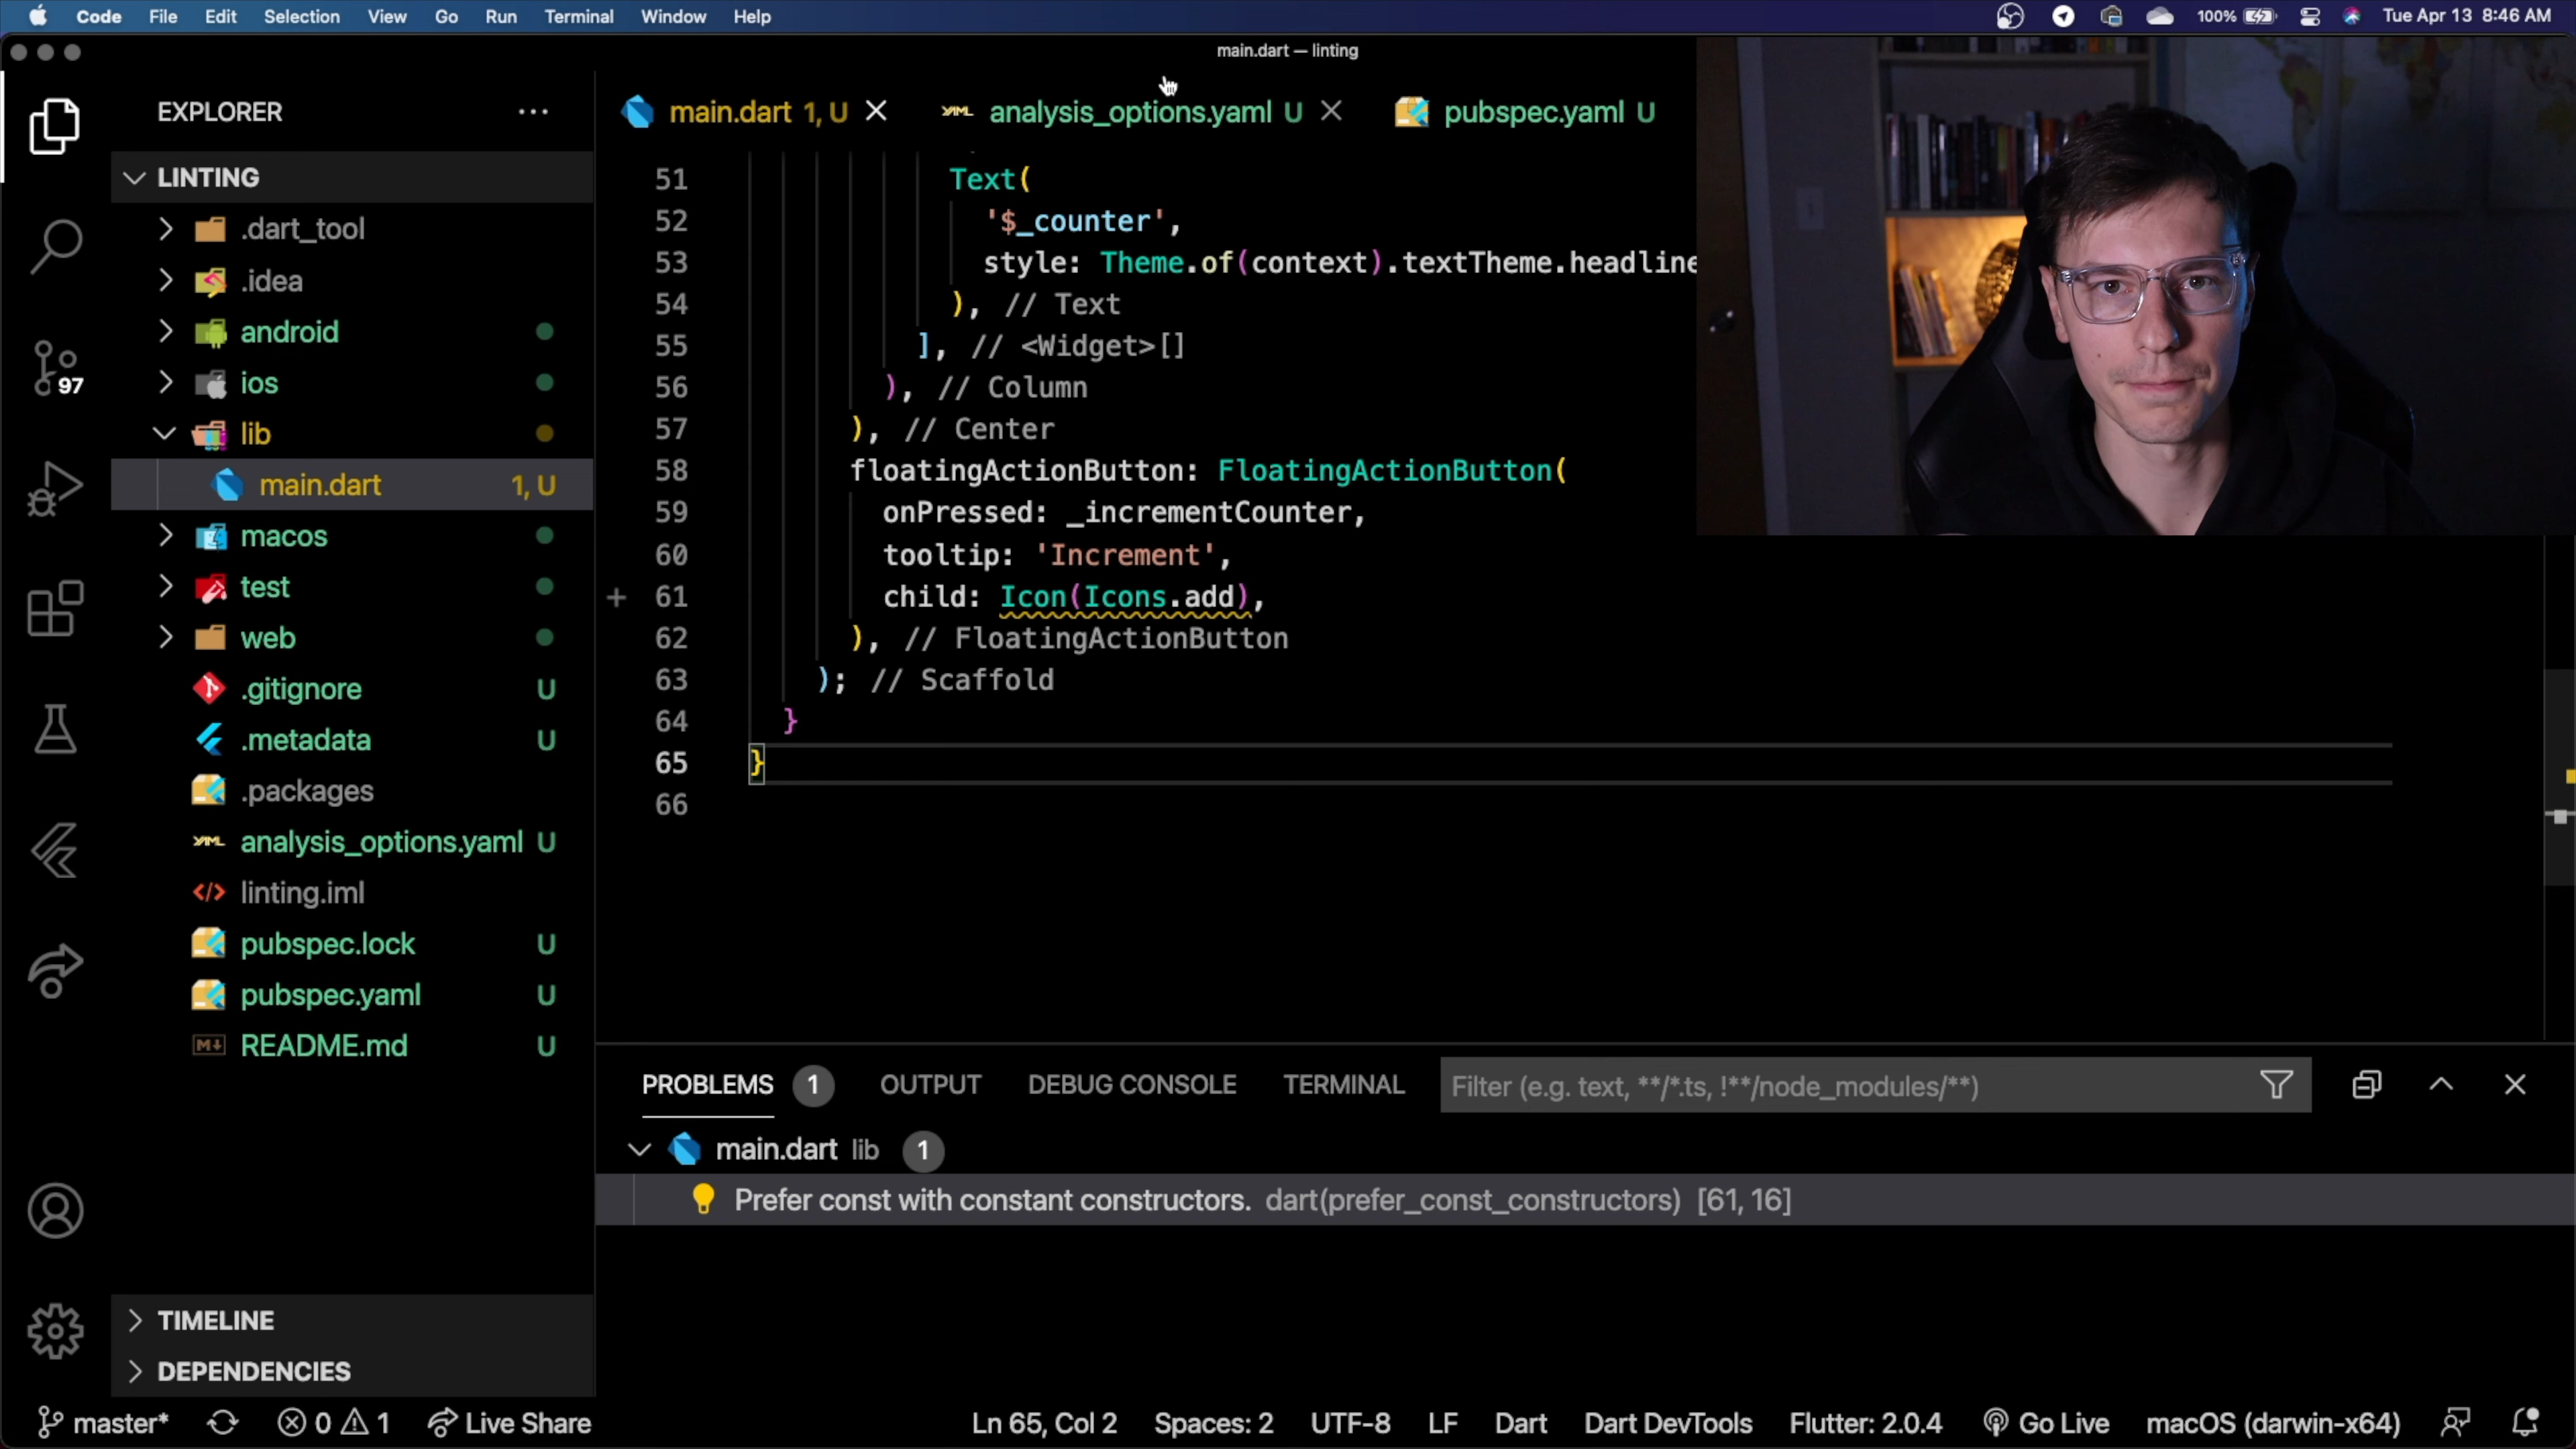 Code File Edit Selection View Go Run Terminal Window Help 100% Tue Apr 13 8:46 AM
main.dart — linting
EXPLORER
main.dart 1, U analysis_options.yaml U pubspec.yaml U
LINTING
.dart_tool
.idea
android
ios
97
lib
main.dart 1, U
macos
test
web
.gitignore U
.metadata U
.packages
analysis_options.yaml U
linting.iml
pubspec.lock U
pubspec.yaml U
README.md U
TIMELINE
DEPENDENCIES
51 Text(
52 '$_counter',
53 style: Theme.of(context).textTheme.headline
54 ), // Text
55 ], // <Widget>[]
56 ), // Column
57 ), // Center
58 floatingActionButton: FloatingActionButton(
59 onPressed: _incrementCounter,
60 tooltip: 'Increment',
61 child: Icon(Icons.add),
62 ), // FloatingActionButton
63 ); // Scaffold
64 }
65 }
66
PROBLEMS 1 OUTPUT DEBUG CONSOLE TERMINAL Filter (e.g. text, **/*.ts, !**/node_modules/**)
main.dart lib 1
Prefer const with constant constructors. dart(prefer_const_constructors) [61, 16]
master* 0 1 Live Share Ln 65, Col 2 Spaces: 2 UTF-8 LF Dart Dart DevTools Flutter: 2.0.4 Go Live macOS (darwin-x64)